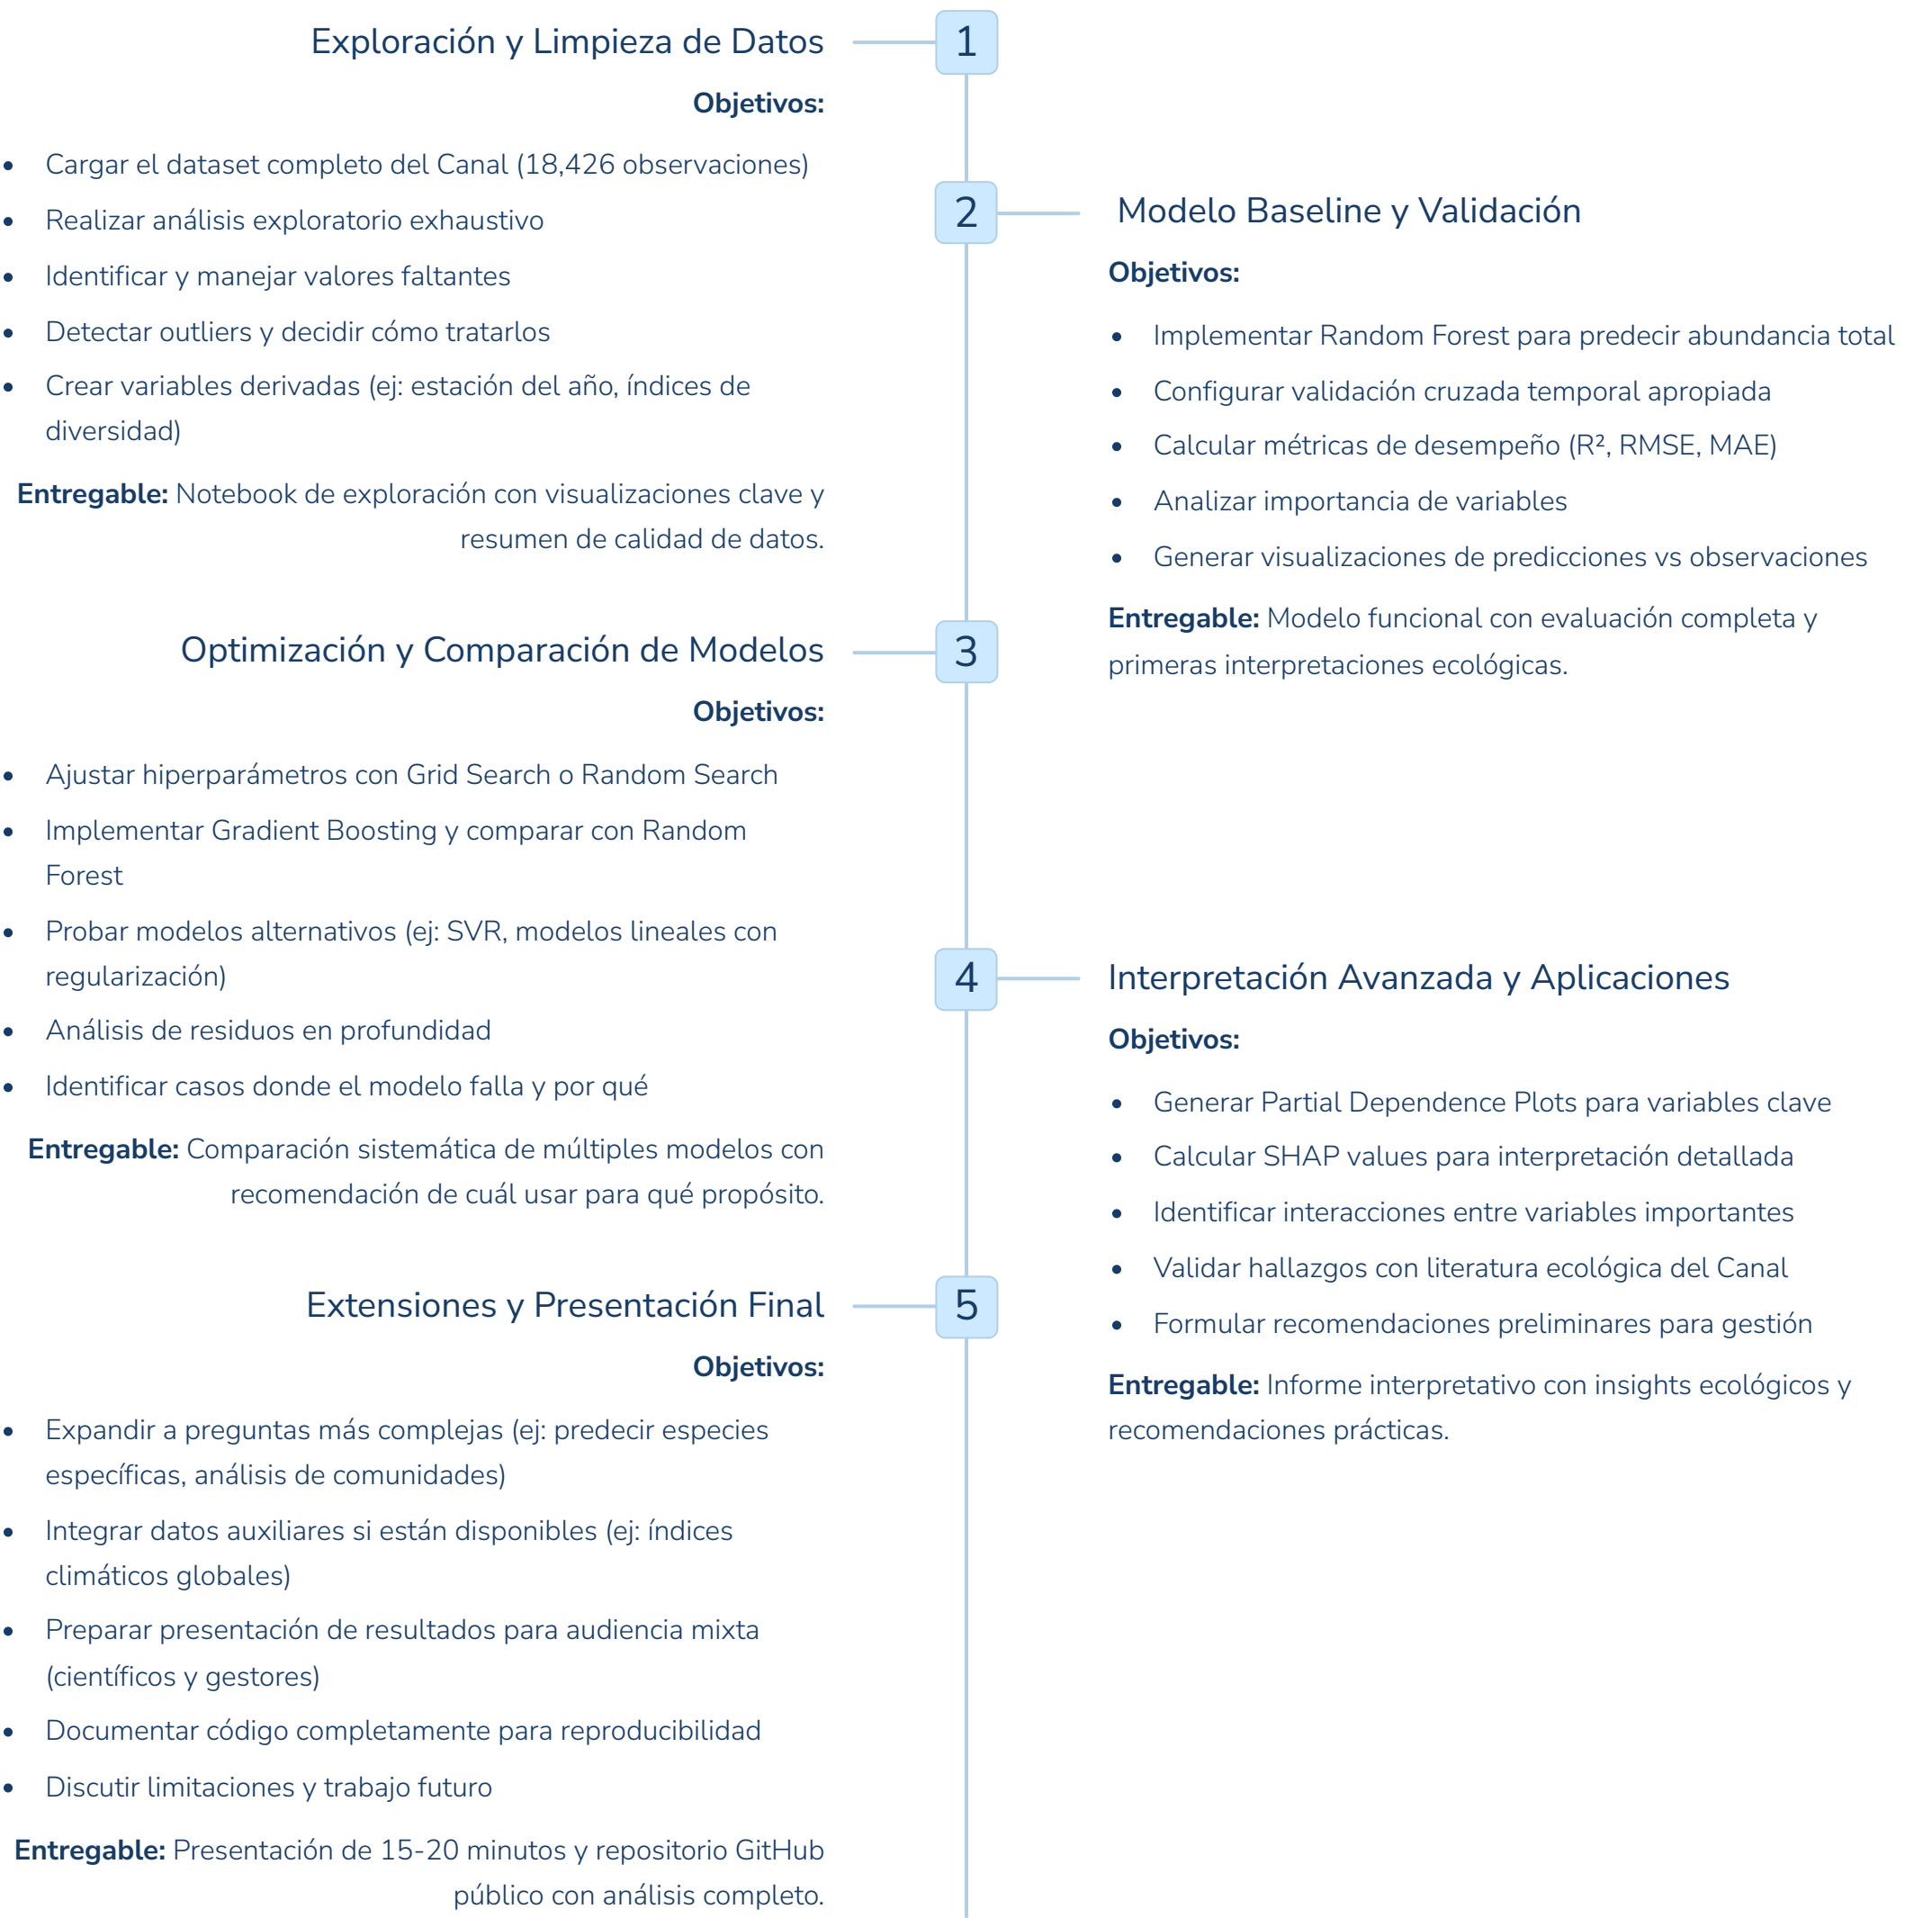 Exploración y Limpieza de Datos
1
Objetivos:
• Cargar el dataset completo del Canal (18,426 observaciones)
• Realizar análisis exploratorio exhaustivo
• Identificar y manejar valores faltantes
• Detectar outliers y decidir cómo tratarlos
• Crear variables derivadas (ej: estación del año, índices de
diversidad)
Entregable: Notebook de exploración con visualizaciones clave y
resumen de calidad de datos.
2
Modelo Baseline y Validación
Objetivos:
• Implementar Random Forest para predecir abundancia total
• Configurar validación cruzada temporal apropiada
• Calcular métricas de desempeño (R², RMSE, MAE)
• Analizar importancia de variables
• Generar visualizaciones de predicciones vs observaciones
Entregable: Modelo funcional con evaluación completa y
primeras interpretaciones ecológicas.
Optimización y Comparación de Modelos
3
Objetivos:
• Ajustar hiperparámetros con Grid Search o Random Search
• Implementar Gradient Boosting y comparar con Random
Forest
• Probar modelos alternativos (ej: SVR, modelos lineales con
regularización)
• Análisis de residuos en profundidad
• Identificar casos donde el modelo falla y por qué
Entregable: Comparación sistemática de múltiples modelos con
recomendación de cuál usar para qué propósito.
4
Interpretación Avanzada y Aplicaciones
Objetivos:
• Generar Partial Dependence Plots para variables clave
• Calcular SHAP values para interpretación detallada
• Identificar interacciones entre variables importantes
• Validar hallazgos con literatura ecológica del Canal
• Formular recomendaciones preliminares para gestión
Entregable: Informe interpretativo con insights ecológicos y
recomendaciones prácticas.
Extensiones y Presentación Final
5
Objetivos:
• Expandir a preguntas más complejas (ej: predecir especies
específicas, análisis de comunidades)
• Integrar datos auxiliares si están disponibles (ej: índices
climáticos globales)
• Preparar presentación de resultados para audiencia mixta
(científicos y gestores)
• Documentar código completamente para reproducibilidad
• Discutir limitaciones y trabajo futuro
Entregable: Presentación de 15-20 minutos y repositorio GitHub
público con análisis completo.